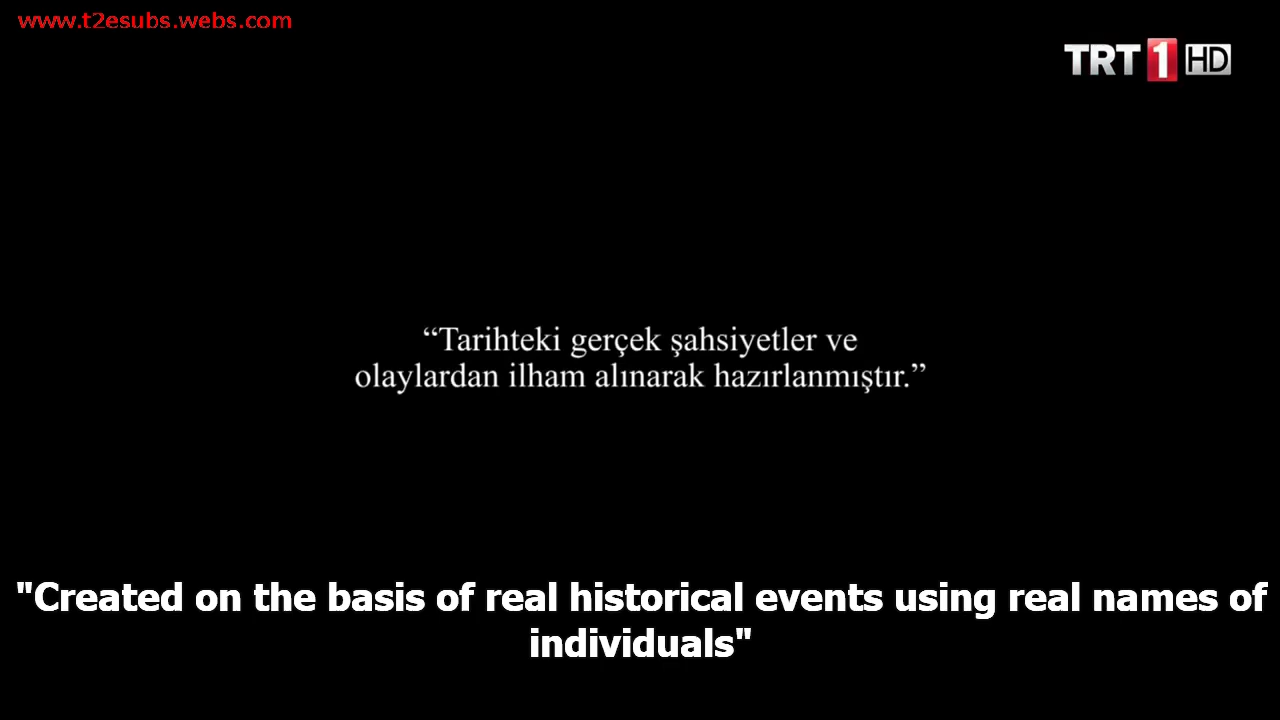 www.t2esubs.webs.com
TRT 1 HD
“Tarihteki gerçek şahsiyetler ve
olaylardan ilham alınarak hazırlanmıştır.”
"Created on the basis of real historical events using real names of
individuals"